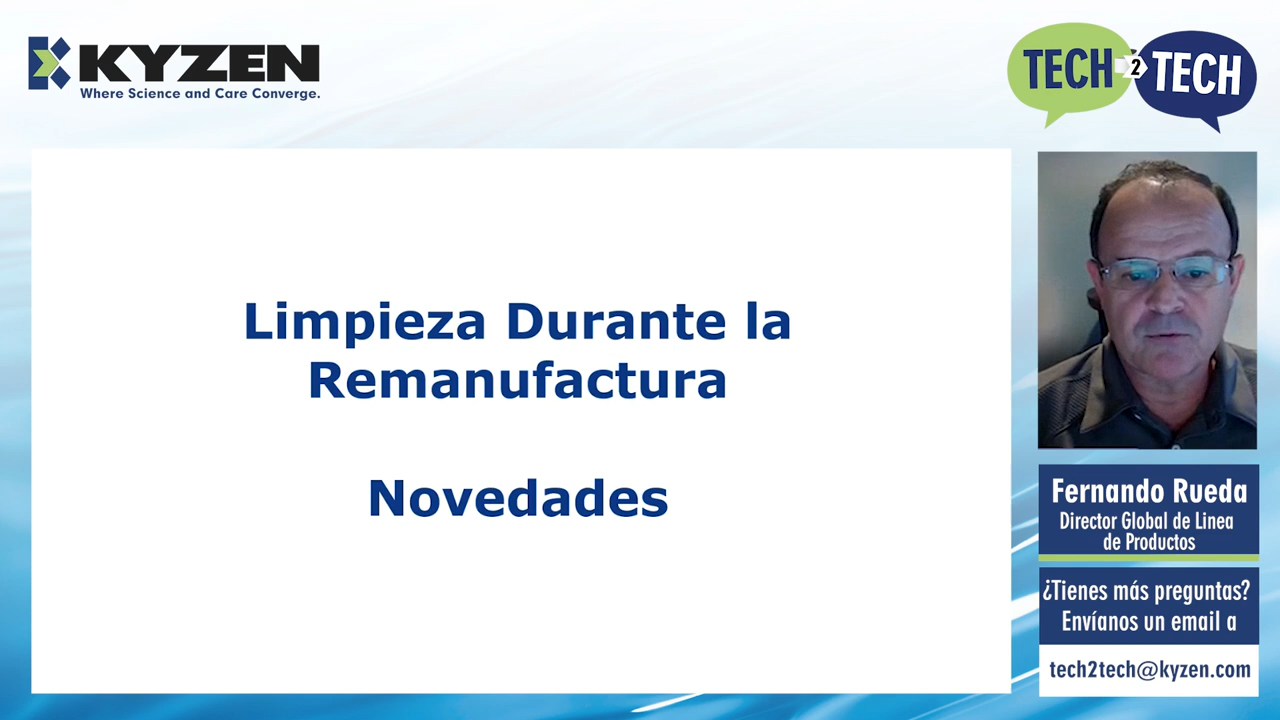 KYZEN
Where Science and Care Converge.
TECH 2 TECH
Limpieza Durante la
Remanufactura
Novedades
Fernando Rueda
Director Global de Linea
de Productos
¿Tienes más preguntas?
Envíanos un email a
tech2tech@kyzen.com